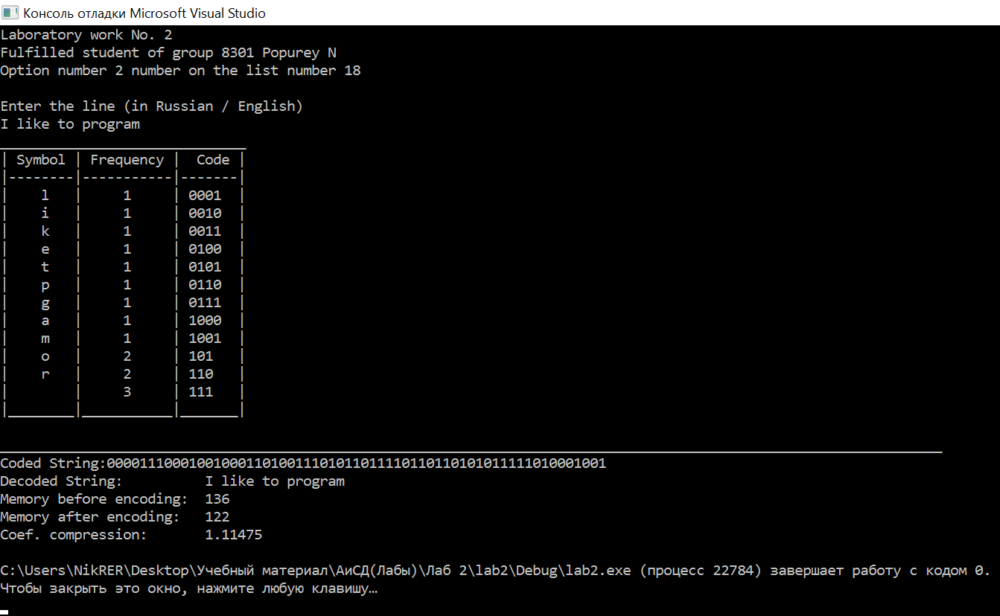 Консоль отладки Microsoft Visual Studio
Laboratory work No. 2
Fulfilled student of group 8301 Popurey N
Option number 2 number on the list number 18
Enter the line (in Russian / English)
I like to program
| Symbol | Frequency | Code |
|--------|-----------|-------|
| l | 1 | 0001 |
| i | 1 | 0010 |
| k | 1 | 0011 |
| e | 1 | 0100 |
| t | 1 | 0101 |
| p | 1 | 0110 |
| g | 1 | 0111 |
| a | 1 | 1000 |
| m | 1 | 1001 |
| o | 2 | 101 |
| r | 2 | 110 |
| | 3 | 111 |
|________|___________|_______|
Coded String:0000111000100100011010011101011011110110110101011111010001001
Decoded String: I like to program
Memory before encoding: 136
Memory after encoding: 122
Coef. compression: 1.11475
C:\Users\NikRER\Desktop\Учебный материал\АиСД(Лабы)\Лаб 2\lab2\Debug\lab2.exe (процесс 22784) завершает работу с кодом 0.
Чтобы закрыть это окно, нажмите любую клавишу…